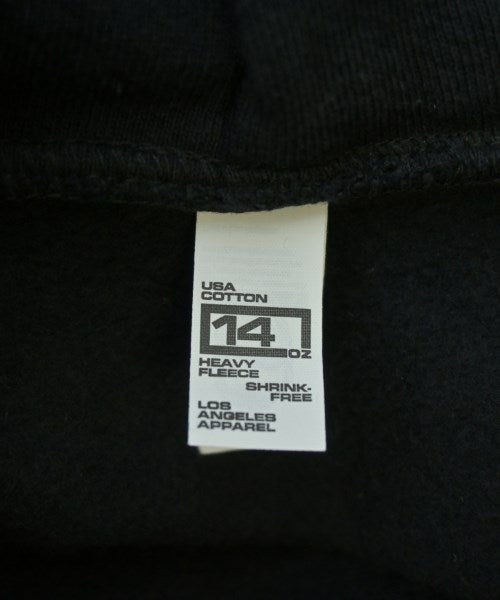 USA
COTTON
14
OZ
HEAVY
FLEECE
SHRINK-
FREE
LOS
ANGELES
APPAREL